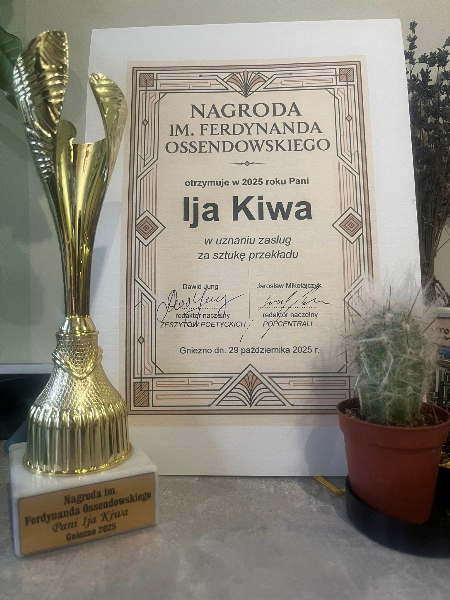 NAGRODA
IM. FERDYNANDA
OSSENDOWSKIEGO
otrzymuje w 2025 roku Pani
Ija Kiwa
w uznaniu zasług
za sztukę przekładu
Dawid Jung
redaktor naczelny
ZESZYTÓW POETYCKICH
Jarosław Mikołajczyk
redaktor naczelny
POPCENTRALI
Gniezno dn. 29 października 2025 r.
Nagroda im.
Ferdynanda Ossendowskiego
Pani Ija Kiwa
Gniezno 2025